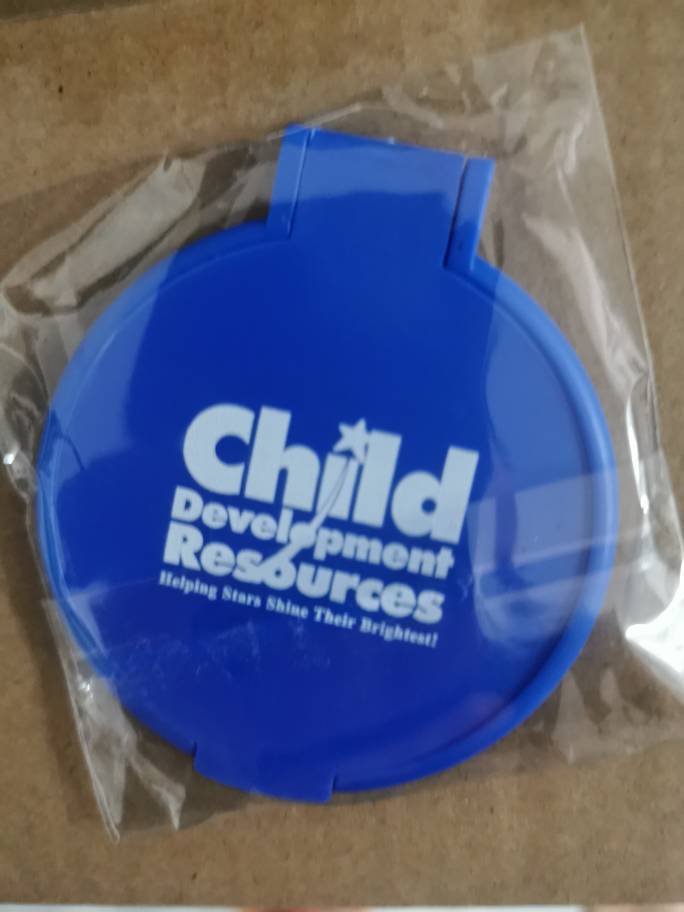 Child
Development
Resources
Helping Stars Shine Their Brightest!